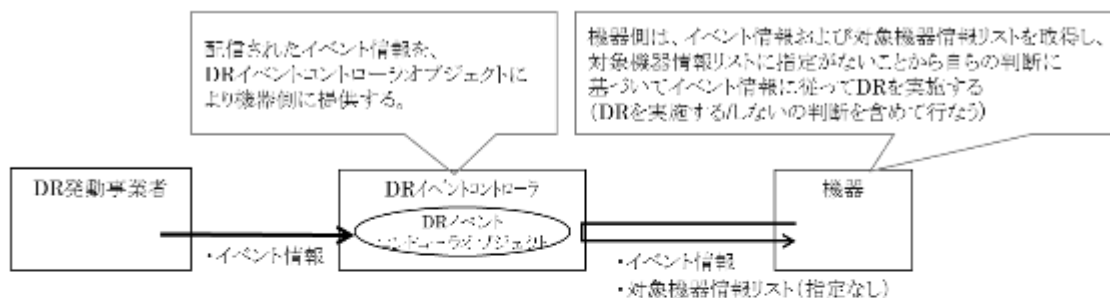 配信されたイベント情報を、
DRイベントコントローラオブジェクトに
より機器側に提供する。
機器側は、イベント情報および対象機器情報リストを取得し、
対象機器情報リストに指定がないことから自らの判断に
基づいてイベント情報に従ってDRを実施する
(DRを実施する/しないの判断を含めて行なう)
DR発動事業者
DRイベントコントローラ
機器
DRイベント
コントローラオブジェクト
・イベント情報
・イベント情報
・対象機器情報リスト(指定なし)